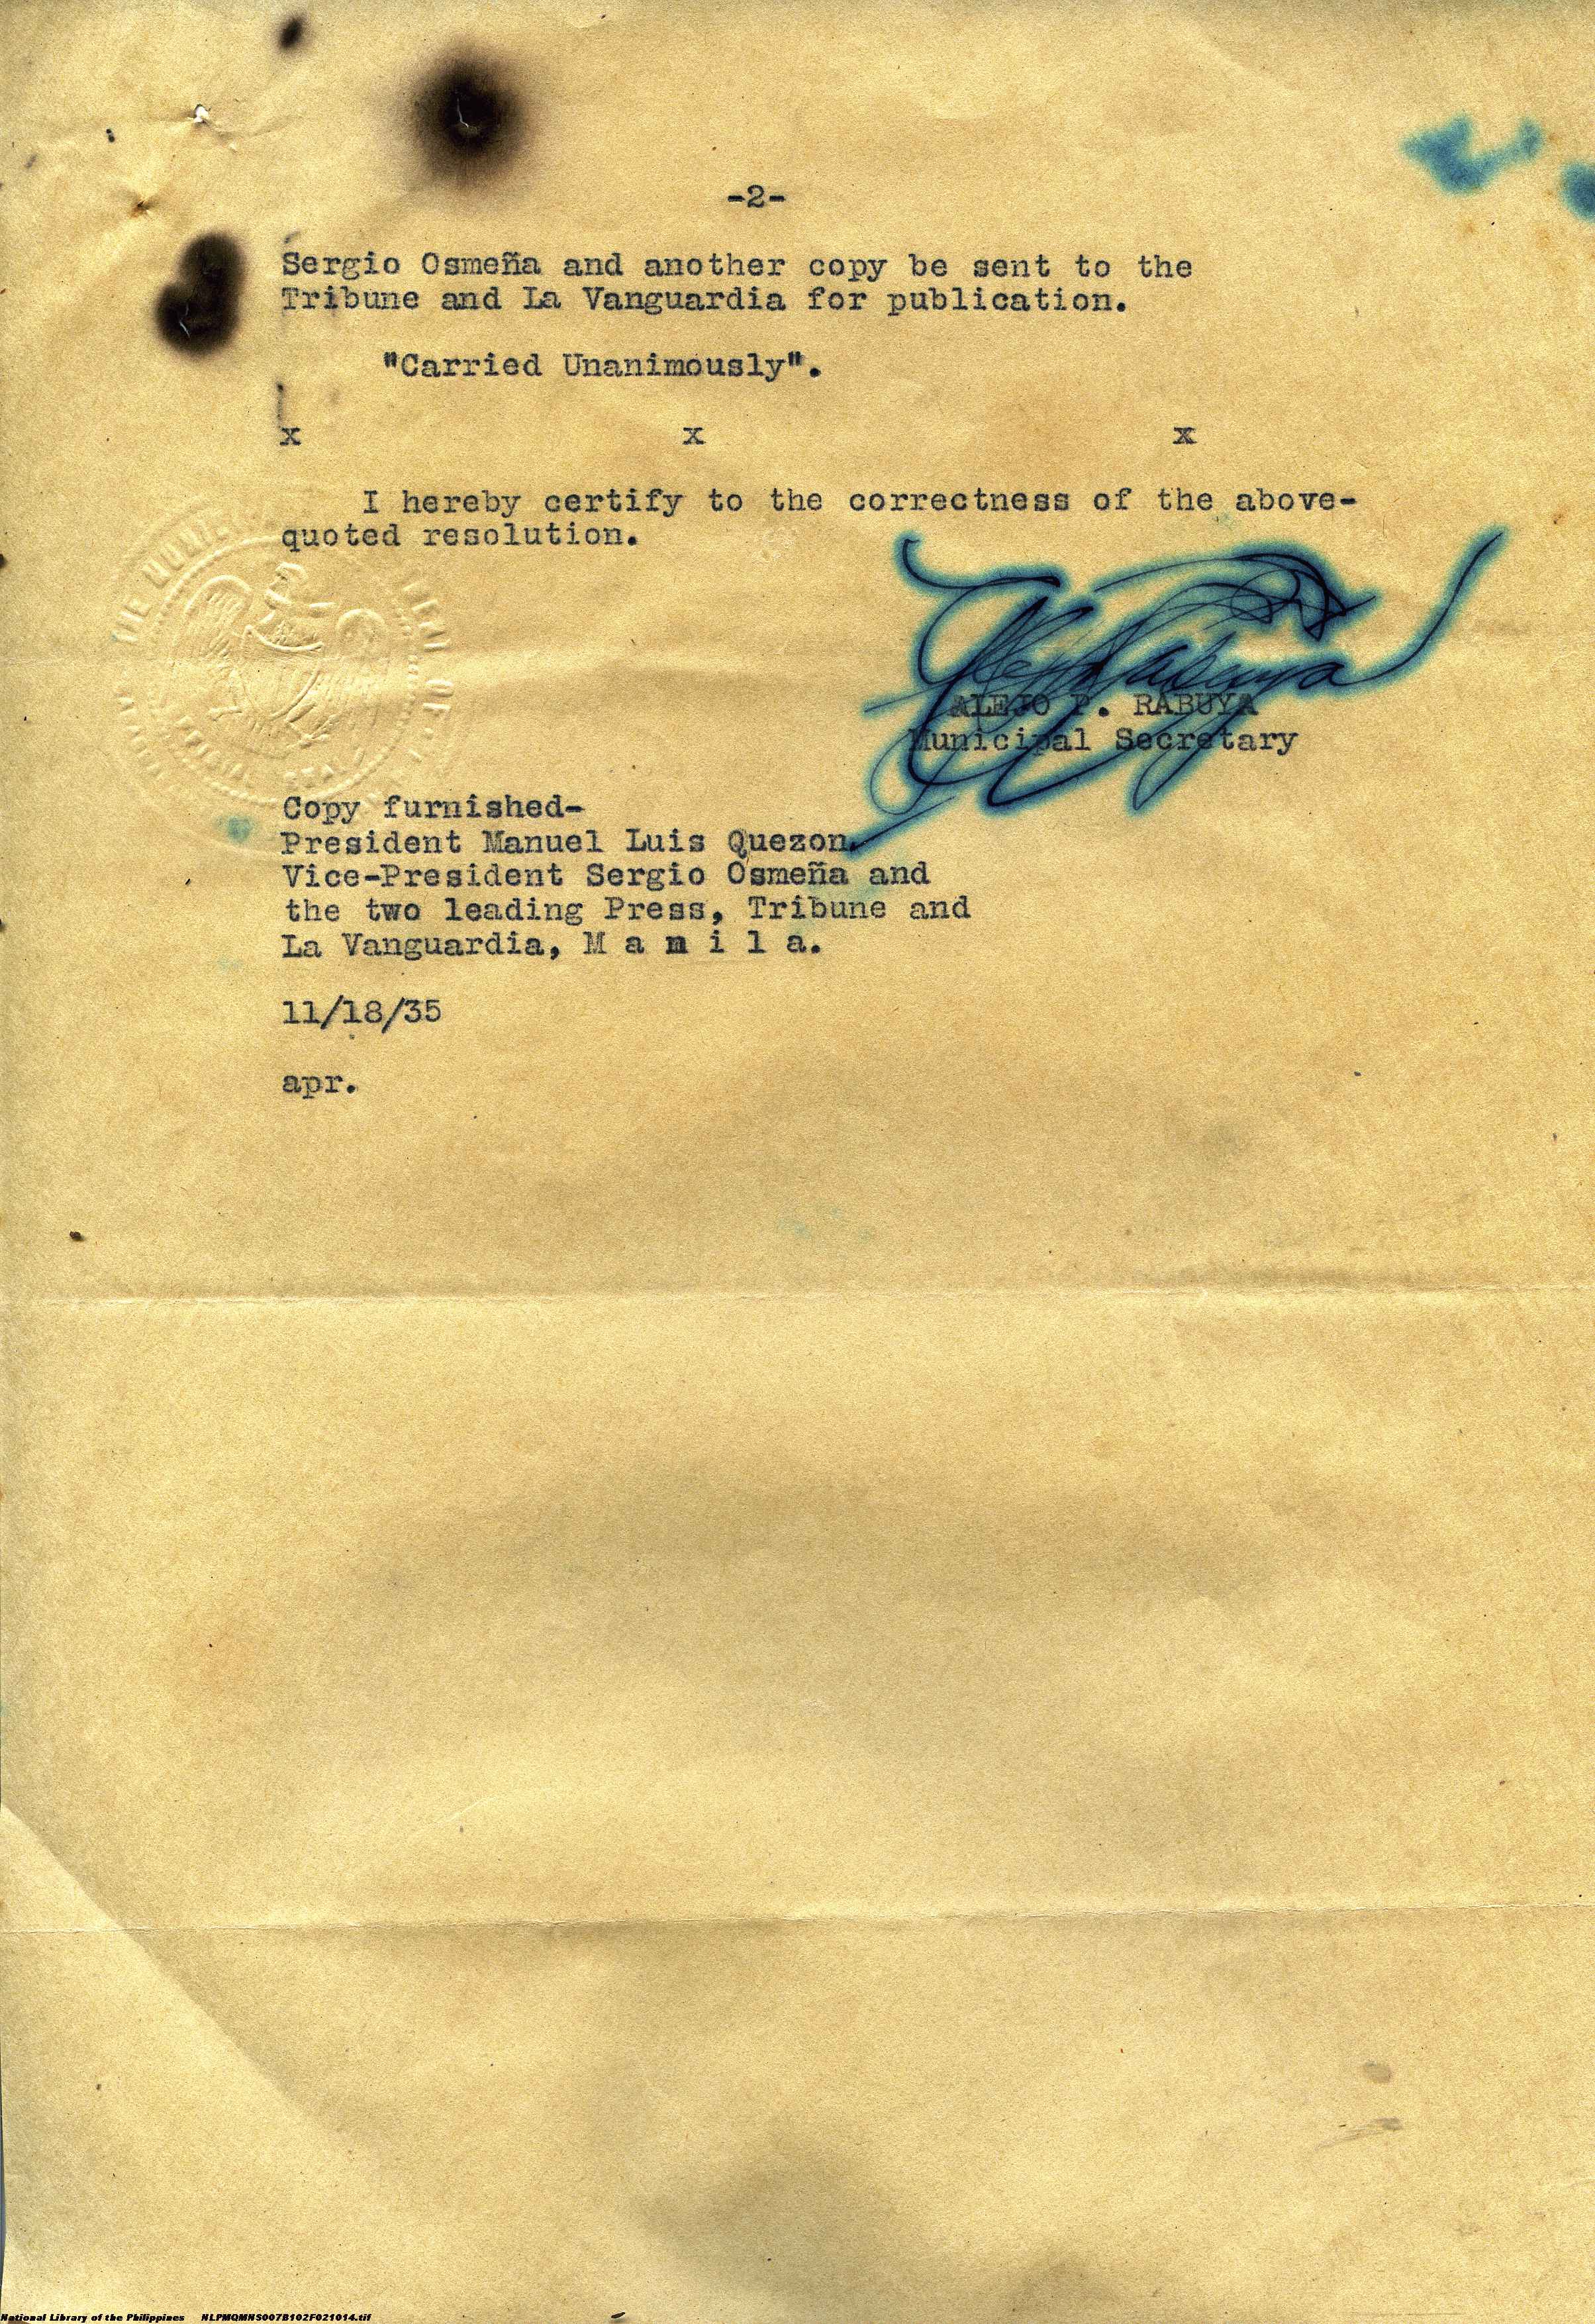 -2-
Sergio Osmeña and another copy be sent to the
Tribune and La Vanguardia for publication.
"Carried Unanimously".
x x x
I hereby certify to the correctness of the above-
quoted resolution.
ALEJO P. RABUYA
Municipal Secretary
Copy furnished-
President Manuel Luis Quezon,
Vice-President Sergio Osmeña and
the two leading Press, Tribune and
La Vanguardia, M a n i l a.
11/18/35
apr.
National Library of the Philippines NLPMQMNS007B102F021014.tif